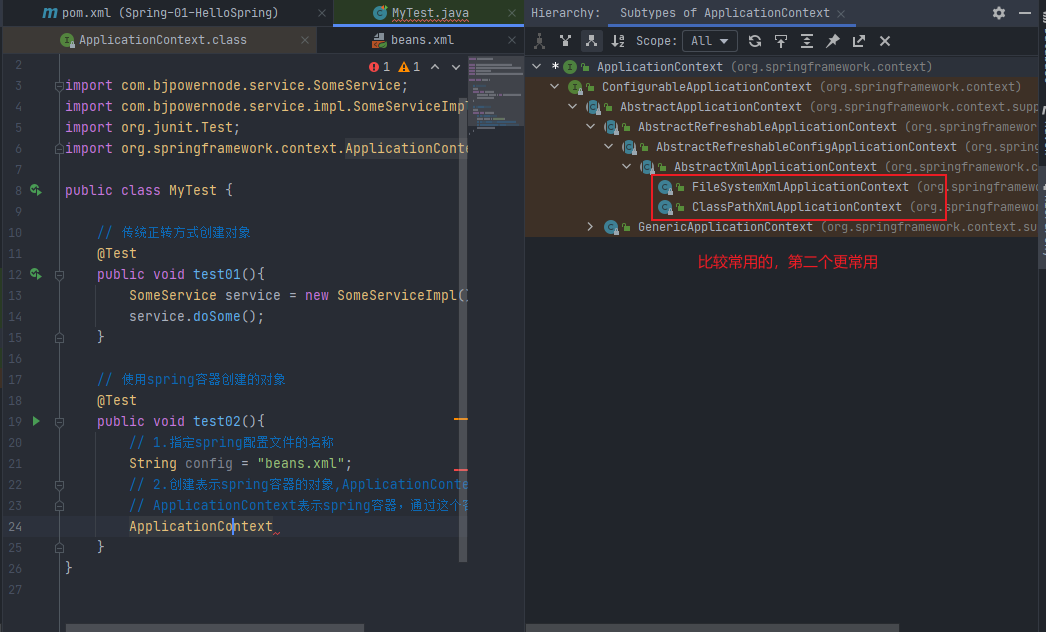 pom.xml (Spring-01-HelloSpring)
MyTest.java
ApplicationContext.class
beans.xml
1 1
2
3 import com.bjpowernode.service.SomeService;
4 import com.bjpowernode.service.impl.SomeServiceImpl
5 import org.junit.Test;
6 import org.springframework.context.ApplicationConte
7
8 public class MyTest {
9
10 // 传统正转方式创建对象
11 @Test
12 public void test01(){
13 SomeService service = new SomeServiceImpl()
14 service.doSome();
15 }
16
17 // 使用spring容器创建的对象
18 @Test
19 public void test02(){
20 // 1.指定spring配置文件的名称
21 String config = "beans.xml";
22 // 2.创建表示spring容器的对象,ApplicationConte
23 // ApplicationContext表示spring容器，通过这个容
24 ApplicationContext
25 }
26 }
27
Hierarchy: Subtypes of ApplicationContext
Scope: All
* ApplicationContext (org.springframework.context)
ConfigurableApplicationContext (org.springframework.context)
AbstractApplicationContext (org.springframework.context.supp
AbstractRefreshableApplicationContext (org.springframewor
AbstractRefreshableConfigApplicationContext (org.spring
AbstractXmlApplicationContext (org.springframework.c
FileSystemXmlApplicationContext (org.springframewo
ClassPathXmlApplicationContext (org.springframewor
GenericApplicationContext (org.springframework.context.su
比较常用的，第二个更常用